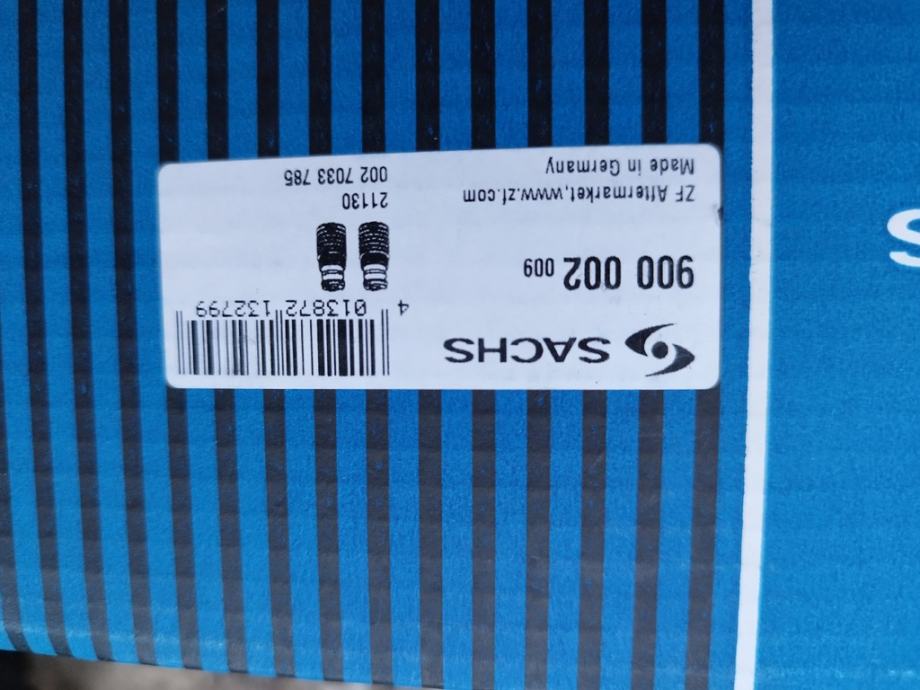 SACHS
900 002 009
ZF Aftermarket,www.zf.com
Made in Germany
4 013872 132799
21130
002 7033 785
S